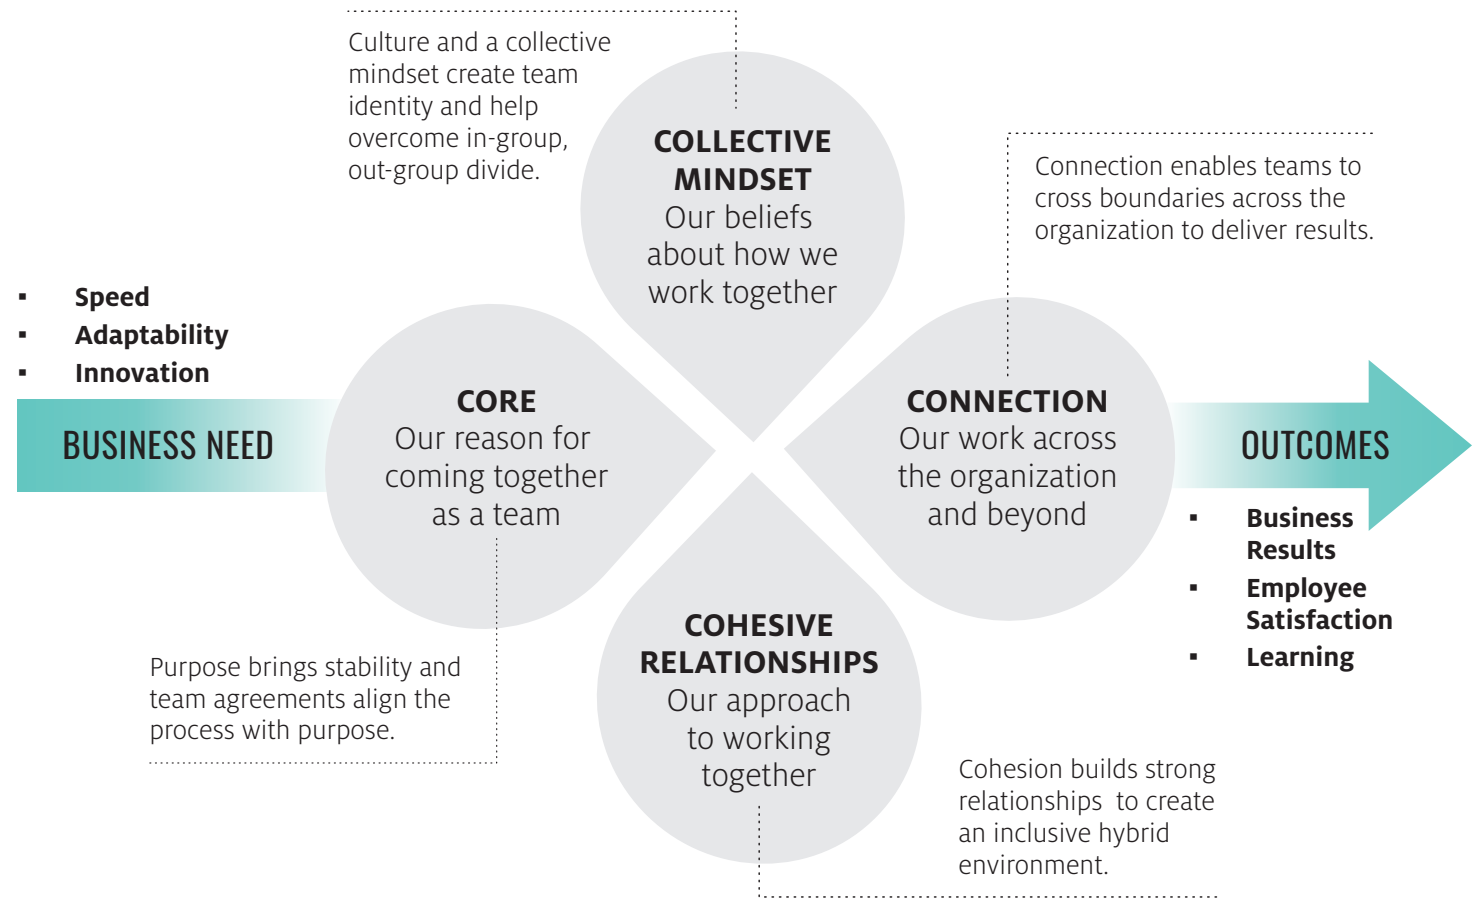 Culture and a collective
mindset create team
identity and help
overcome in-group,
out-group divide.
COLLECTIVE
MINDSET
Our beliefs
about how we
work together
Connection enables teams to
cross boundaries across the
organization to deliver results.
▪ Speed
▪ Adaptability
▪ Innovation
BUSINESS NEED
CORE
Our reason for
coming together
as a team
CONNECTION
Our work across
the organization
and beyond
OUTCOMES
▪ Business
Results
▪ Employee
Satisfaction
▪ Learning
COHESIVE
RELATIONSHIPS
Our approach
to working
together
Purpose brings stability and
team agreements align the
process with purpose.
Cohesion builds strong
relationships to create
an inclusive hybrid
environment.